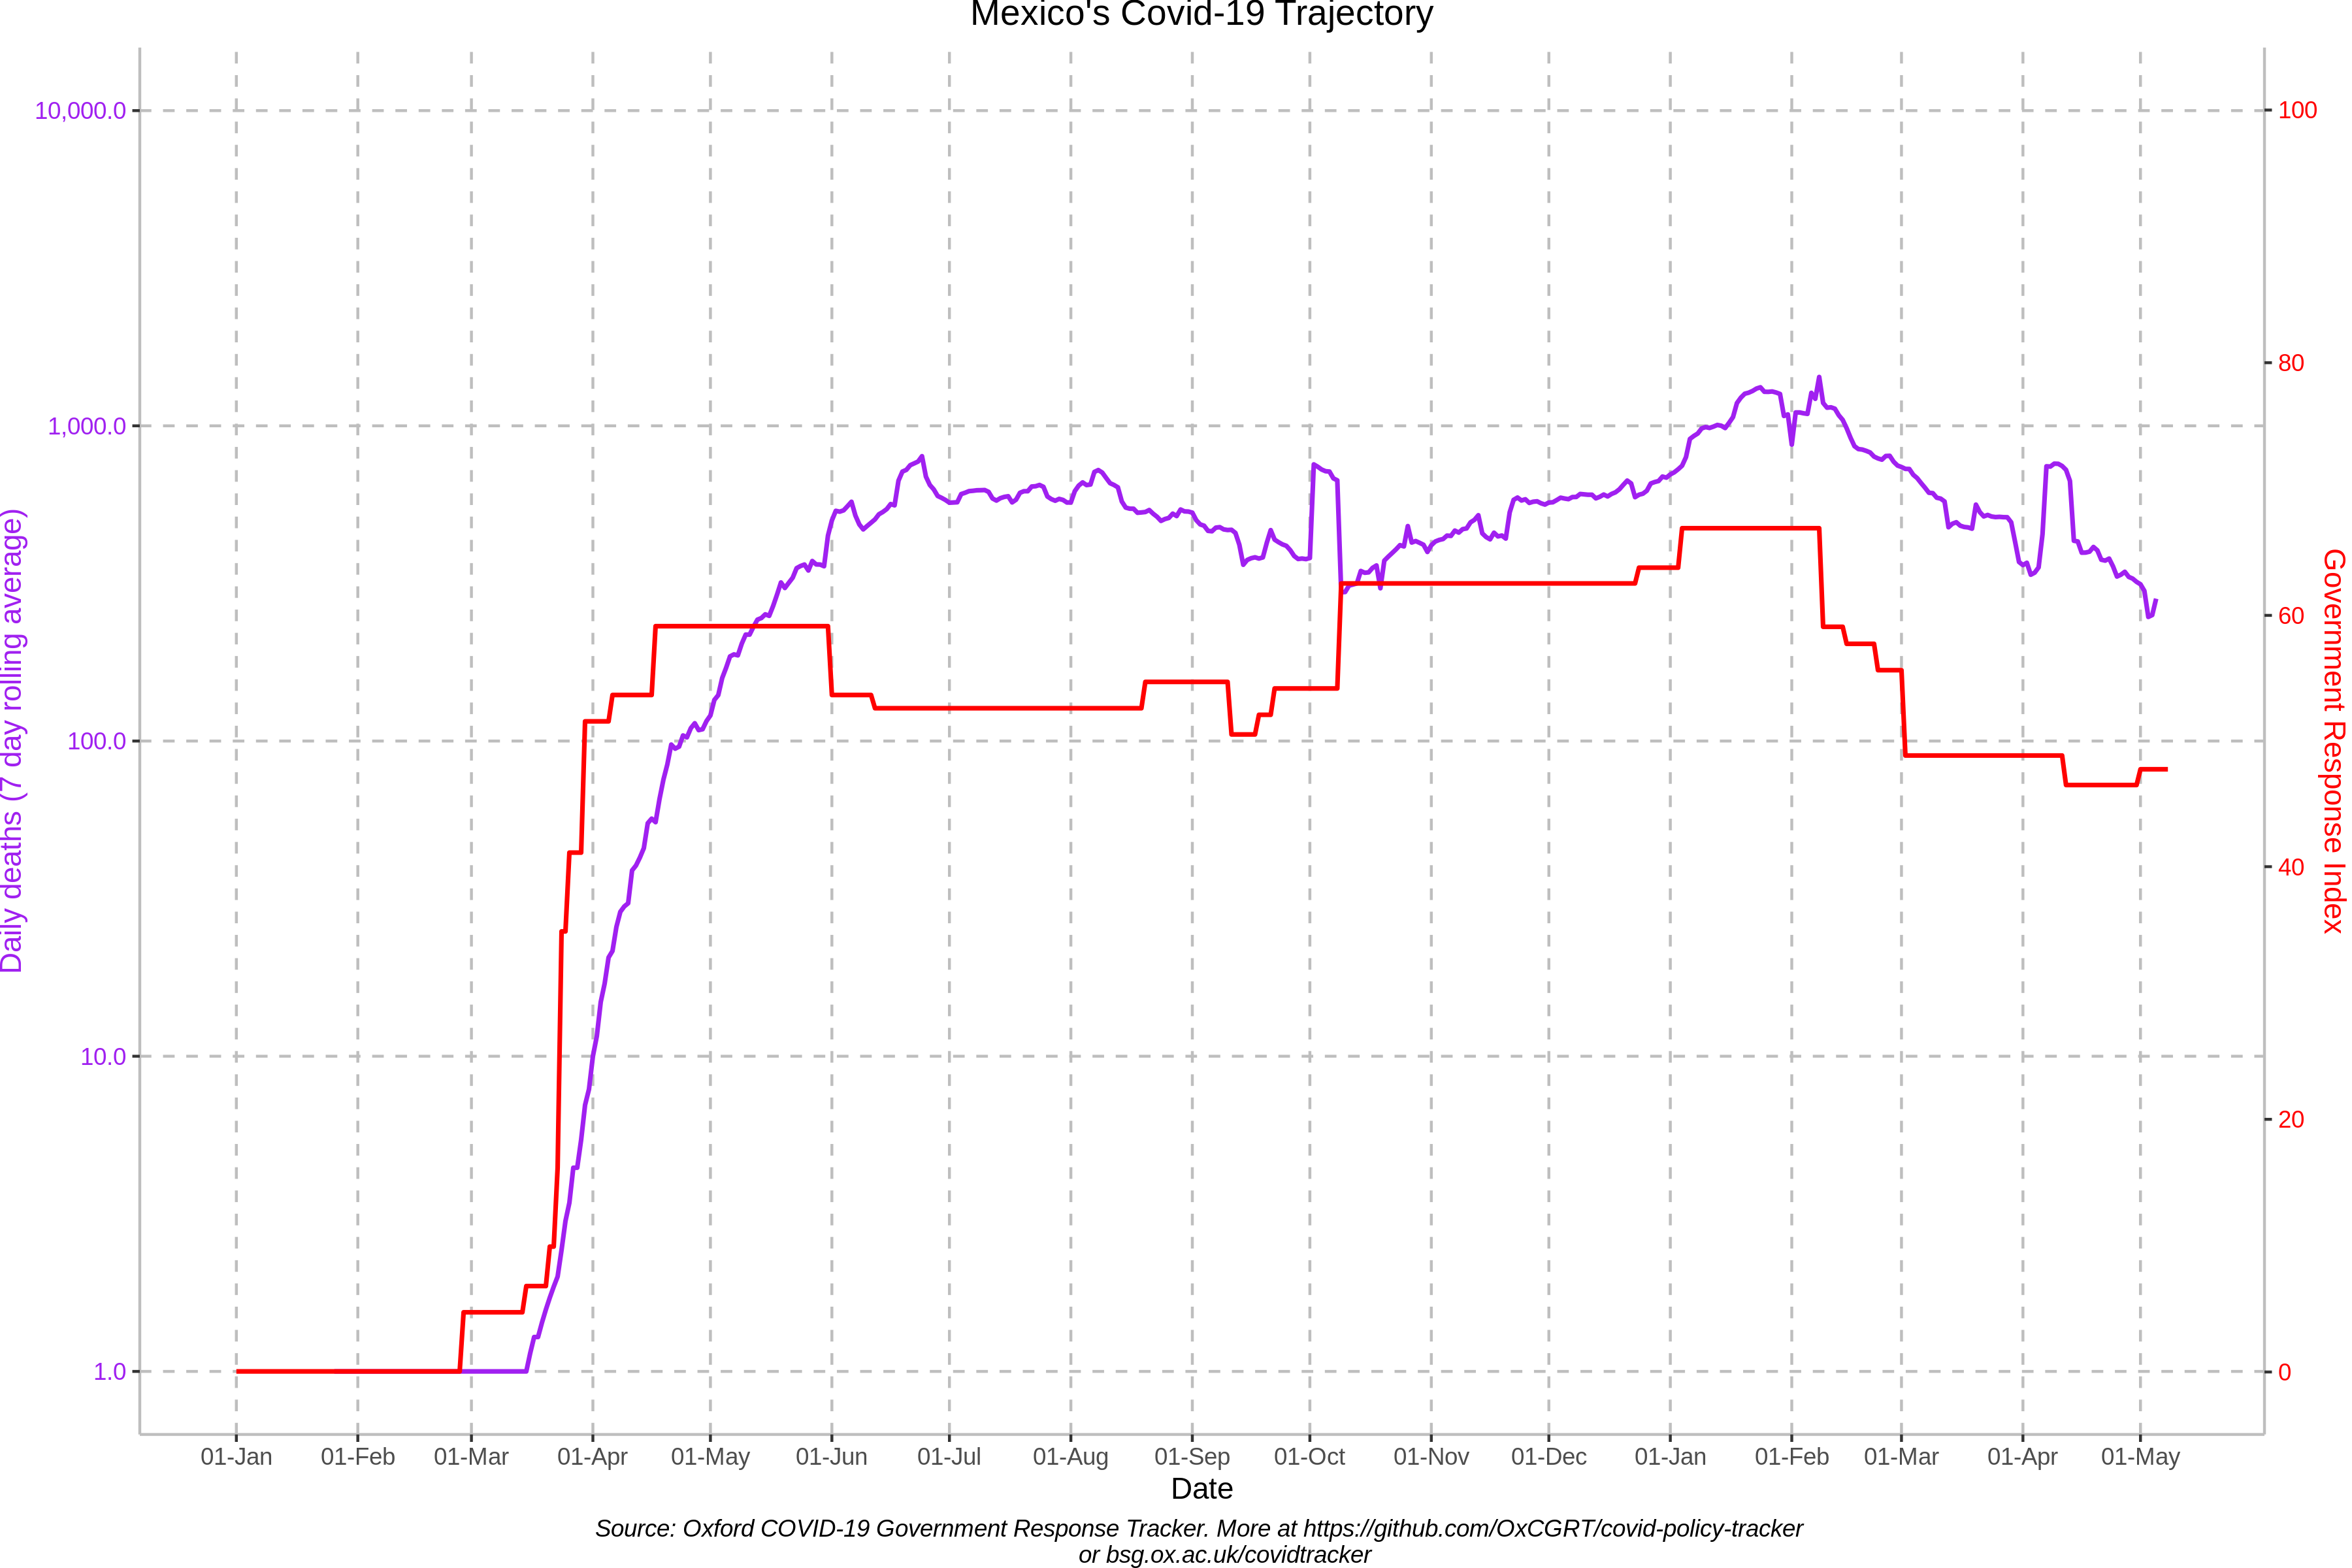 Mexico's Covid-19 Trajectory
10,000.0
1,000.0
100.0
10.0
1.0
Daily deaths (7 day rolling average)
100
80
60
40
20
0
Government Response Index
01-Jan 01-Feb 01-Mar 01-Apr 01-May 01-Jun 01-Jul 01-Aug 01-Sep 01-Oct 01-Nov 01-Dec 01-Jan 01-Feb 01-Mar 01-Apr 01-May
Date
Source: Oxford COVID-19 Government Response Tracker. More at https://github.com/OxCGRT/covid-policy-tracker
or bsg.ox.ac.uk/covidtracker